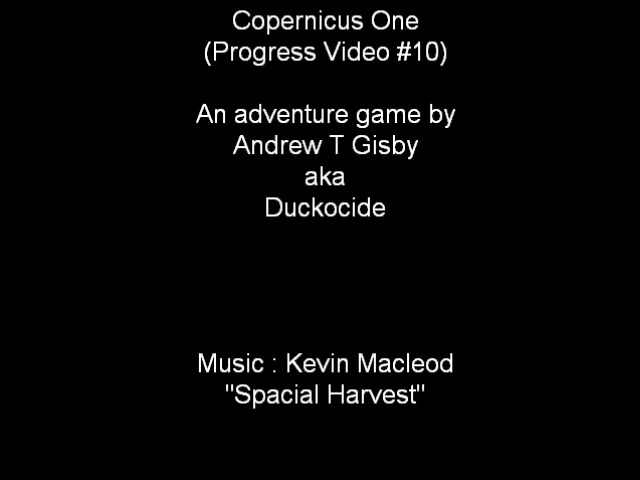 Copernicus One
(Progress Video #10)
An adventure game by
Andrew T Gisby
aka
Duckocide
Music : Kevin Macleod
"Spacial Harvest"